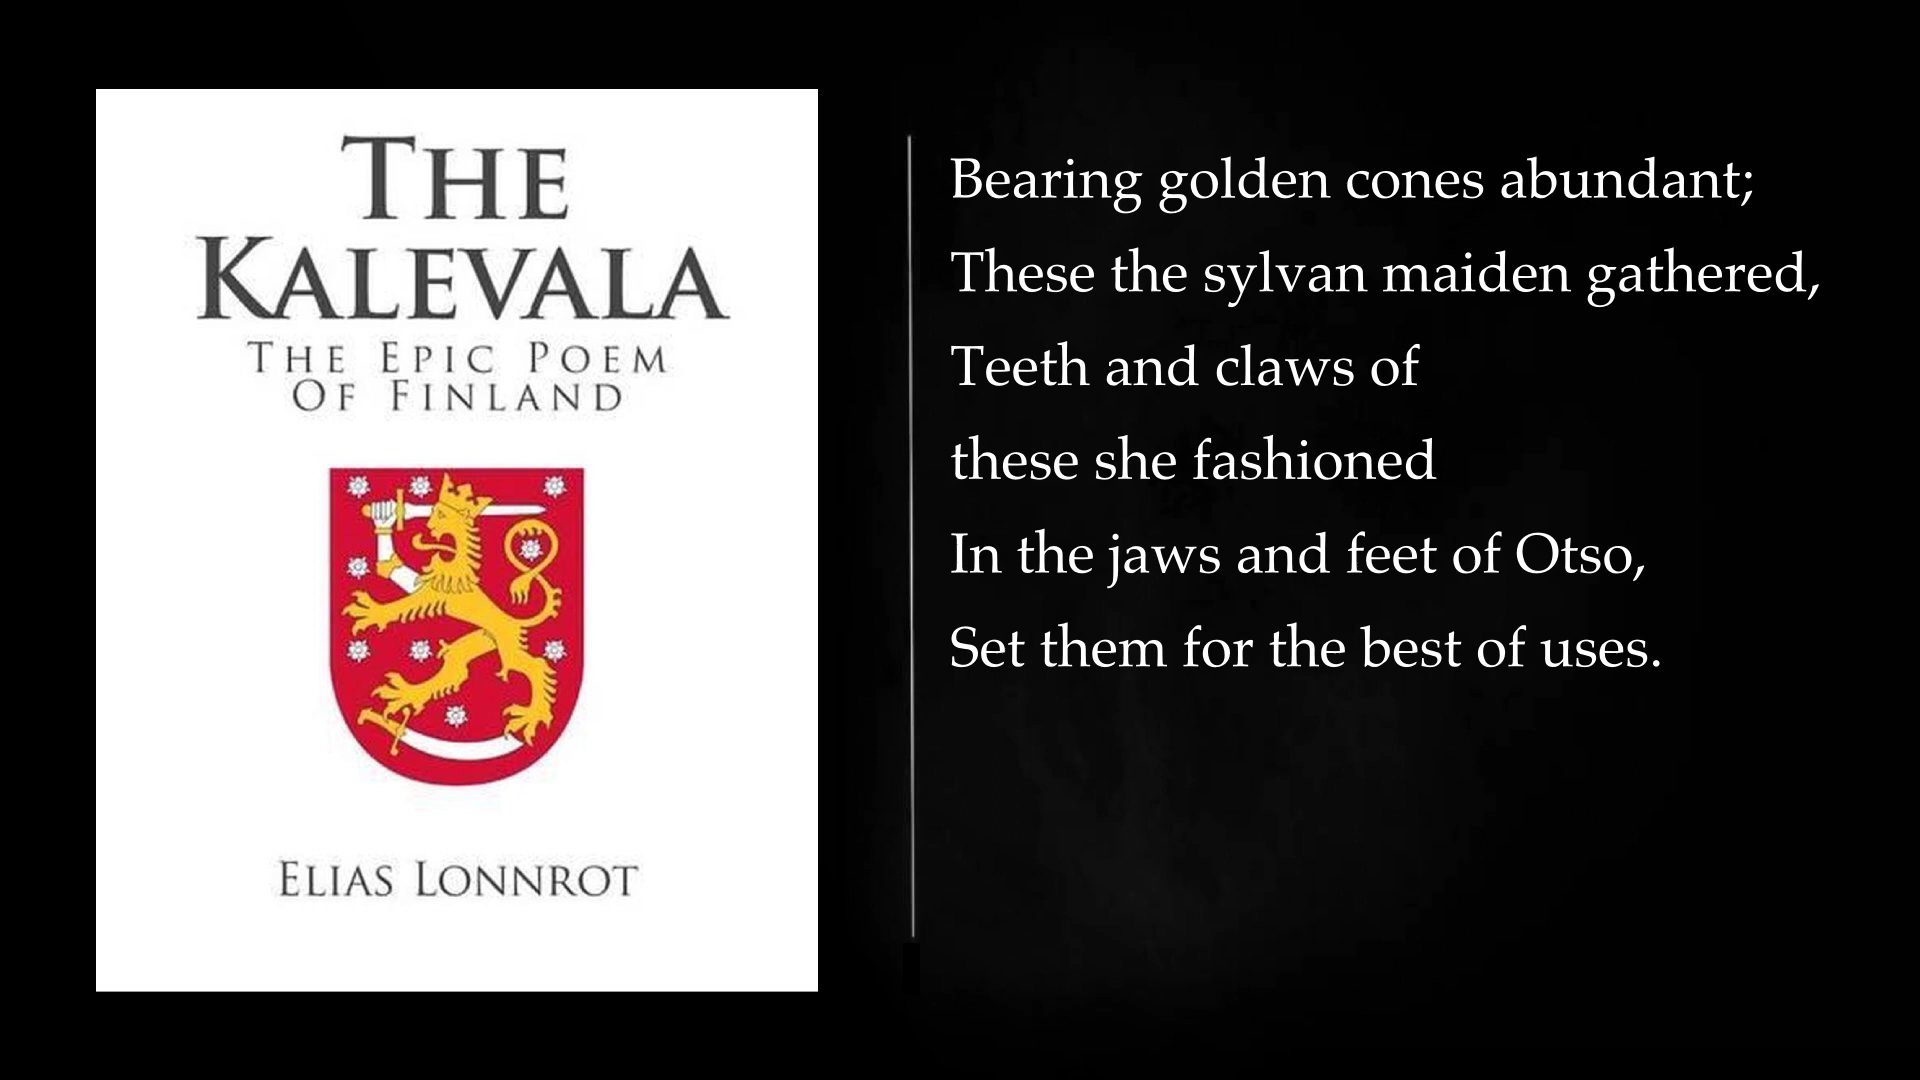 THE
KALEVALA
THE EPIC POEM
OF FINLAND
ELIAS LONNROT
Bearing golden cones abundant;
These the sylvan maiden gathered,
Teeth and claws of
these she fashioned
In the jaws and feet of Otso,
Set them for the best of uses.